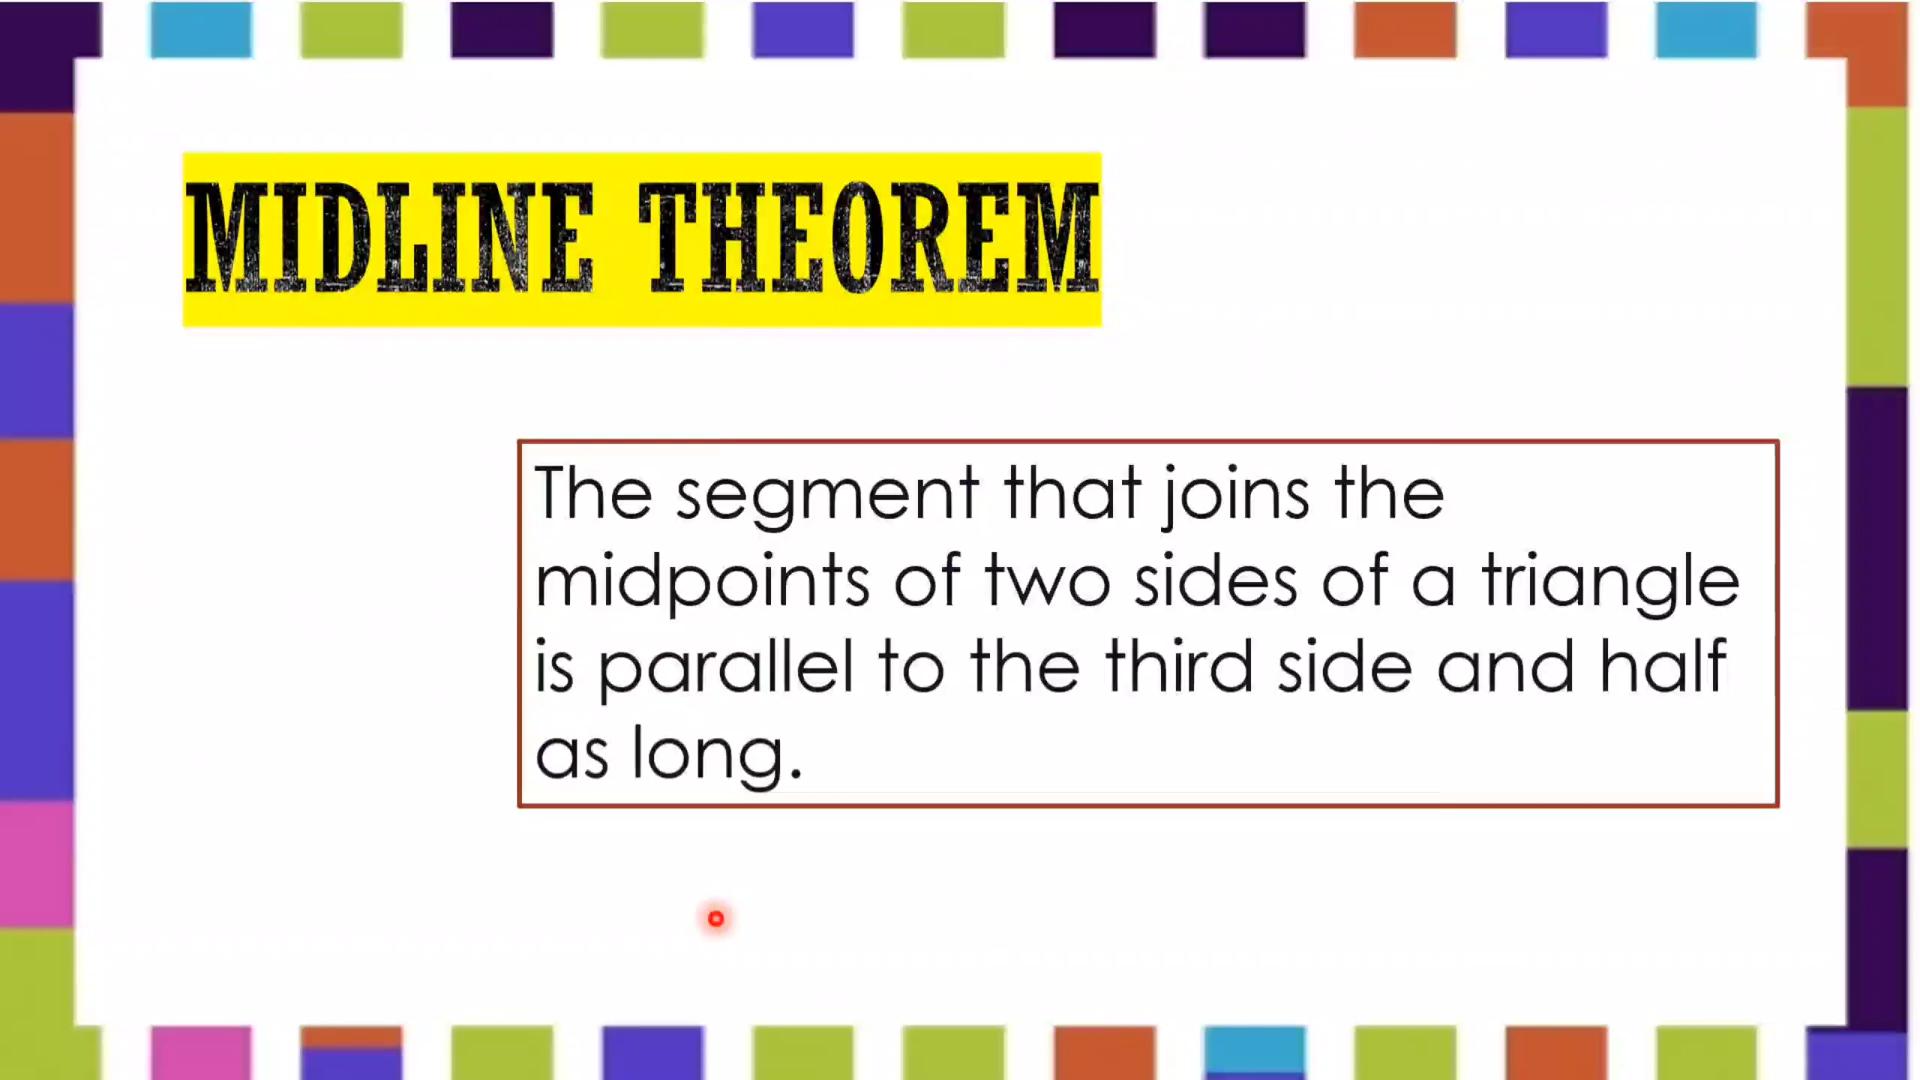 MIDLINE THEOREM
The segment that joins the
midpoints of two sides of a triangle
is parallel to the third side and half
as long.